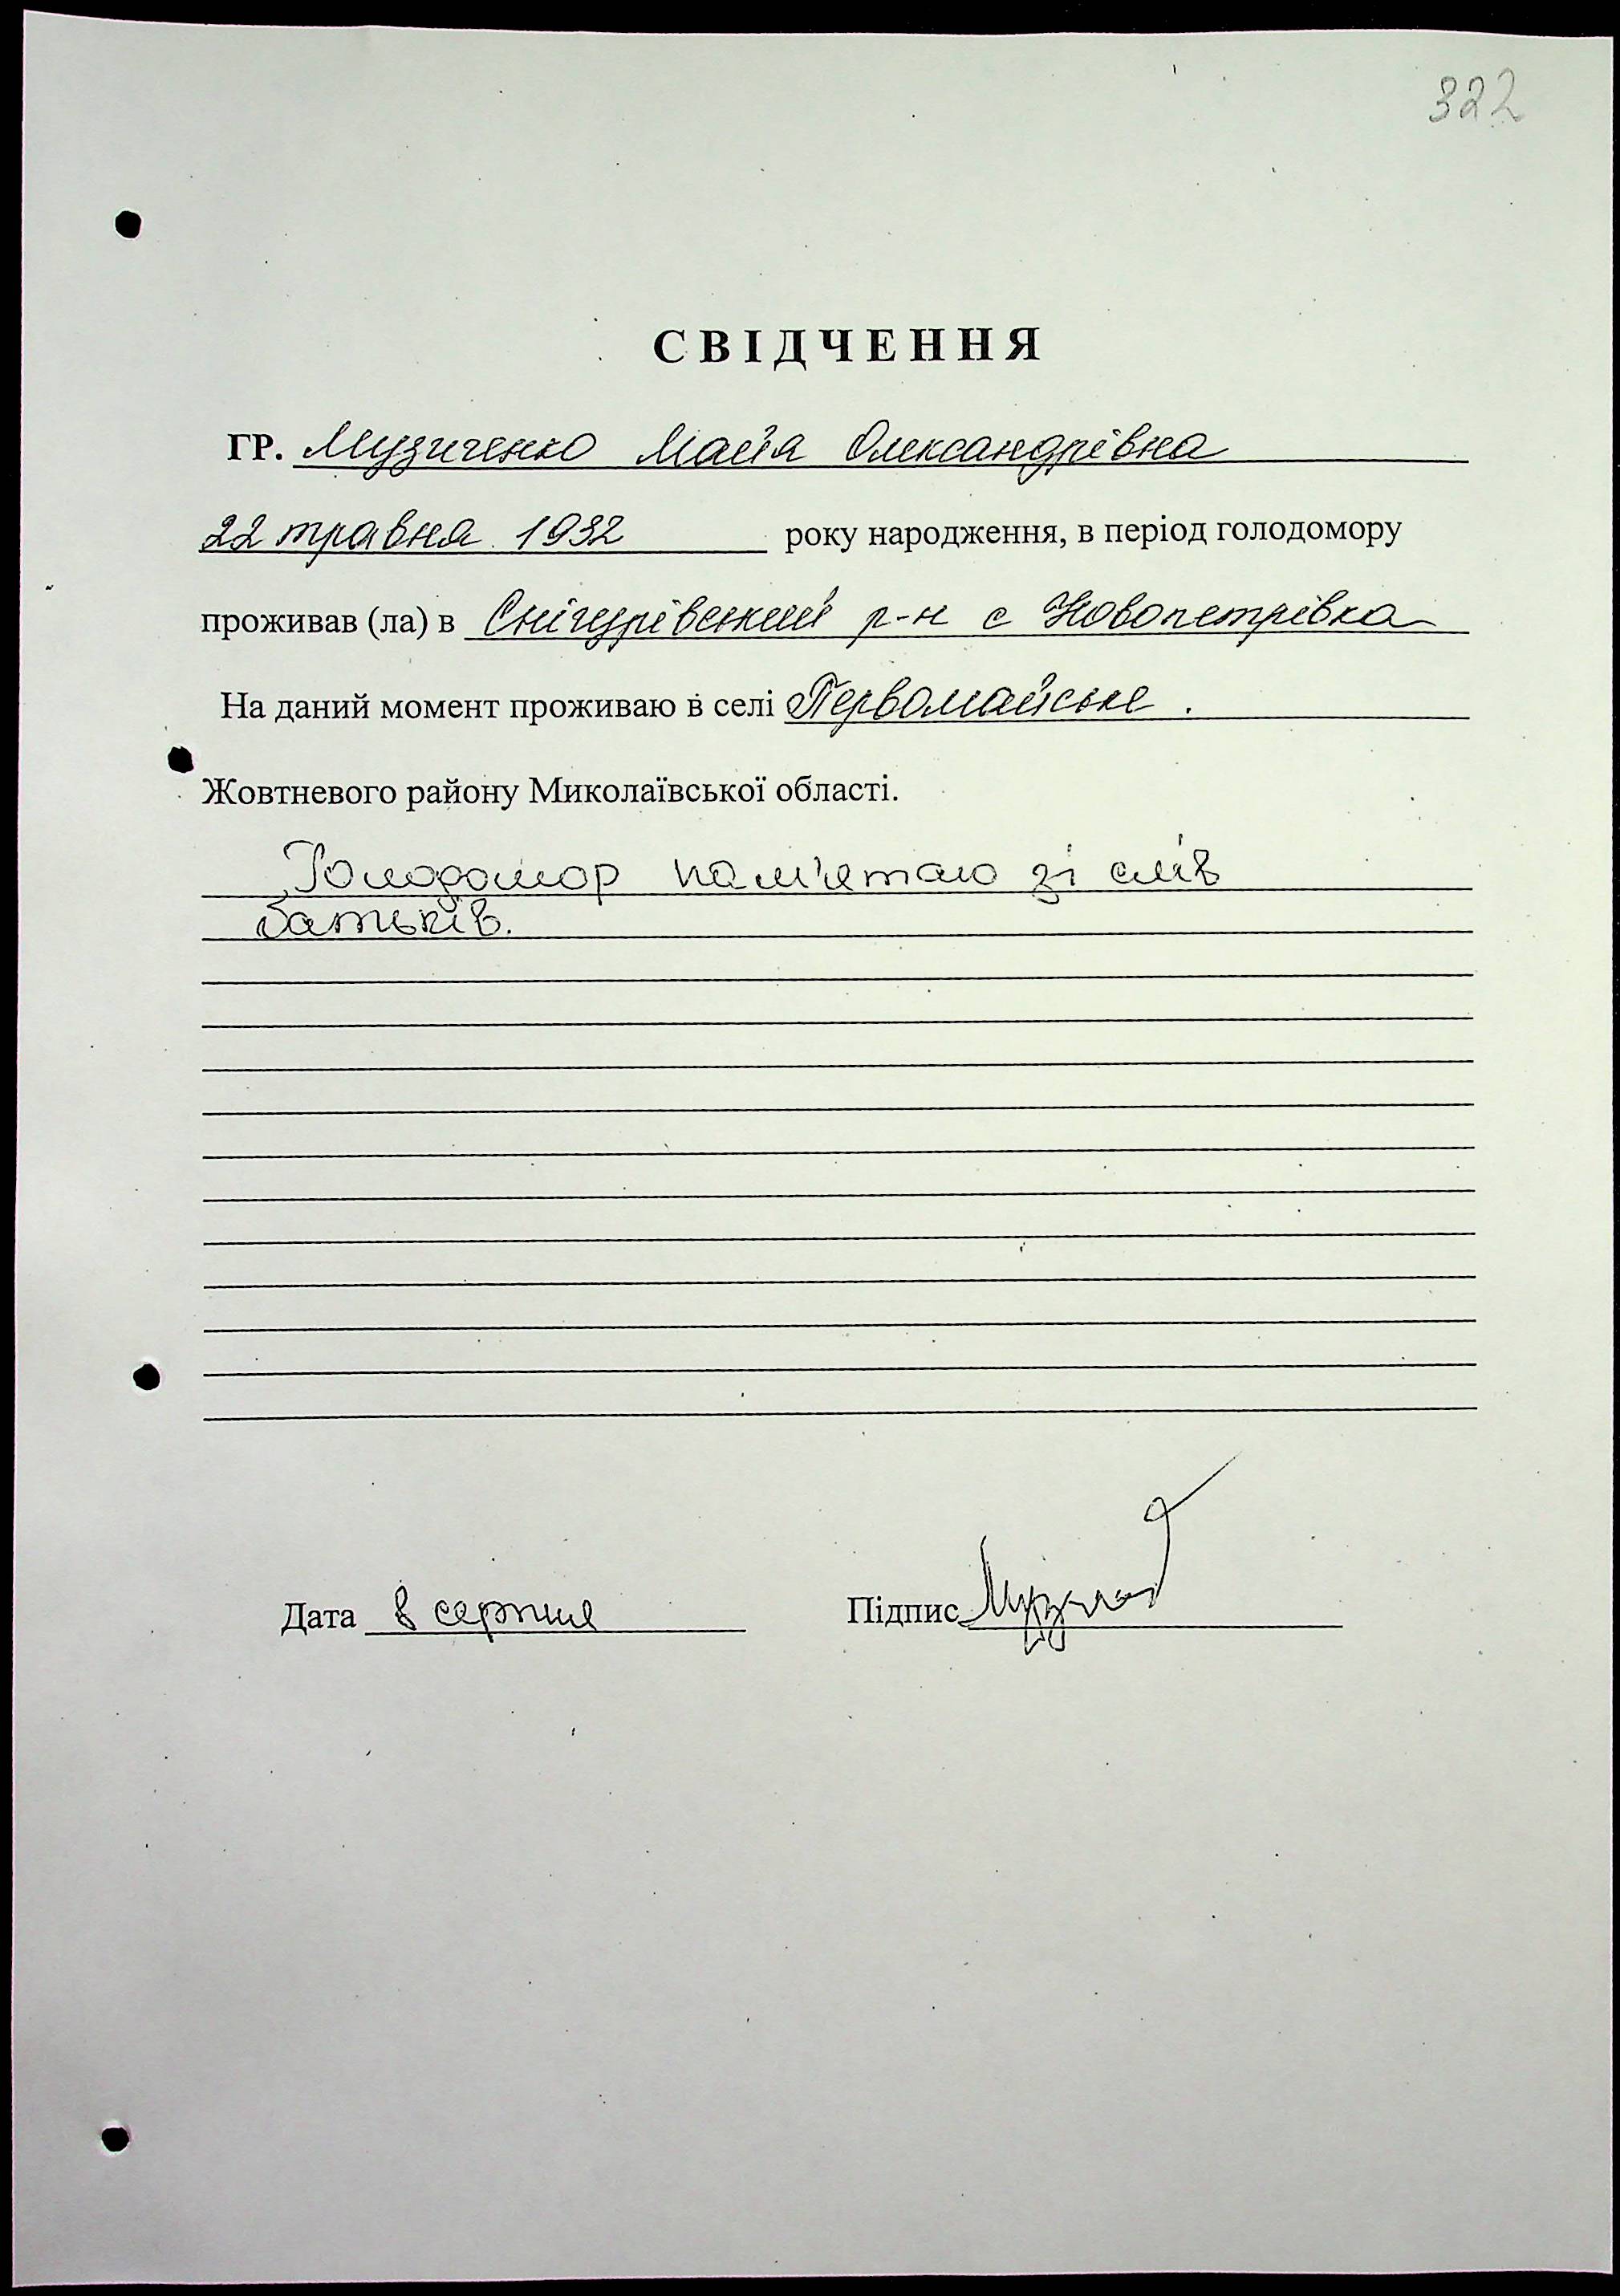 322
СВІДЧЕННЯ
ГР. Музиченко Майя Олександрівна
22 травня 1932 року народження, в період голодомору
проживав (ла) в Снігурівський р-н с Новопетрівка
На даний момент проживаю в селі Первомайське.
Жовтневого району Миколаївської області.
Голодомор пам'ятаю зі слів
батьків.
Дата 8 серпня Підпис